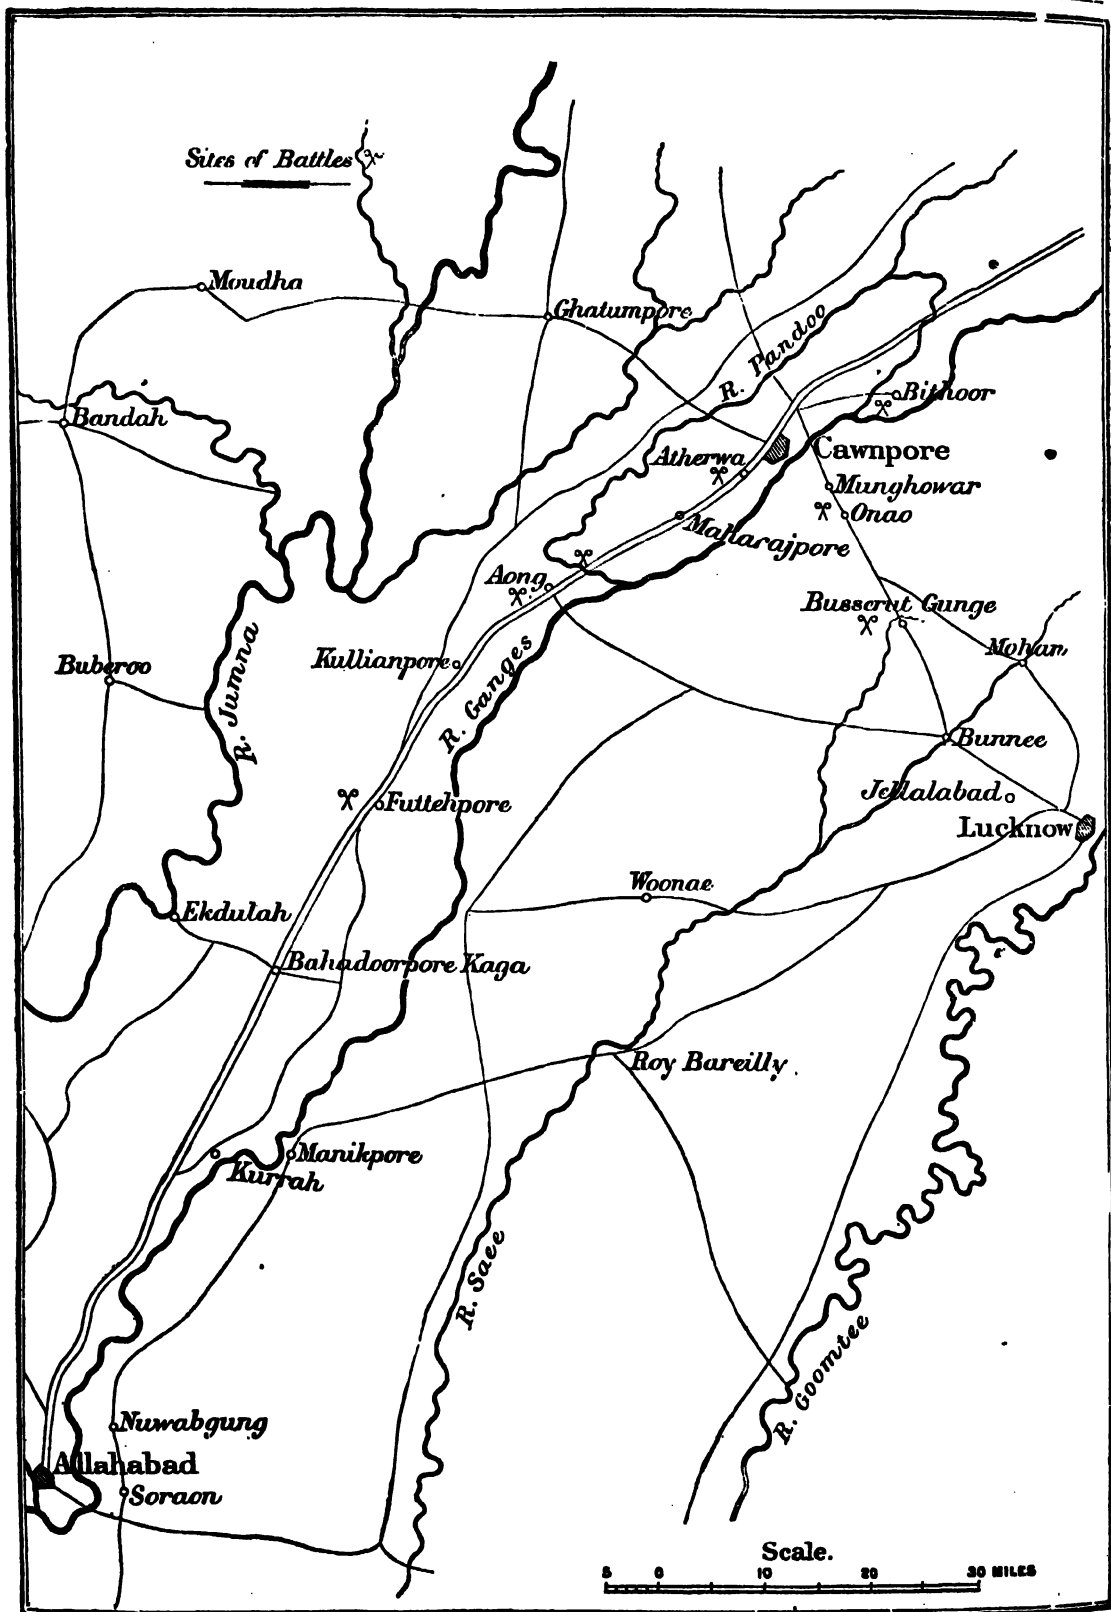 Sites of Battles
Moudha
Ghatumpore
R. Pandoo
Bithoor
Bandah
Cawnpore
Atherwa
Munghowar
Onao
Maharajpore
Aong
Busserut Gunge
Mohan
Kullianpore
Buberoo
R. Jumna
R. Ganges
Bunnee
Jellalabad
Futtehpore
Lucknow
Woonae
Ekdulah
Bahadoorpore Kaga
Roy Bareilly
Manikpore
Kurrah
R. Saee
R. Goomtee
Nuwabgung
Allahabad
Soraon
Scale.
5 0 10 20 30 MILES